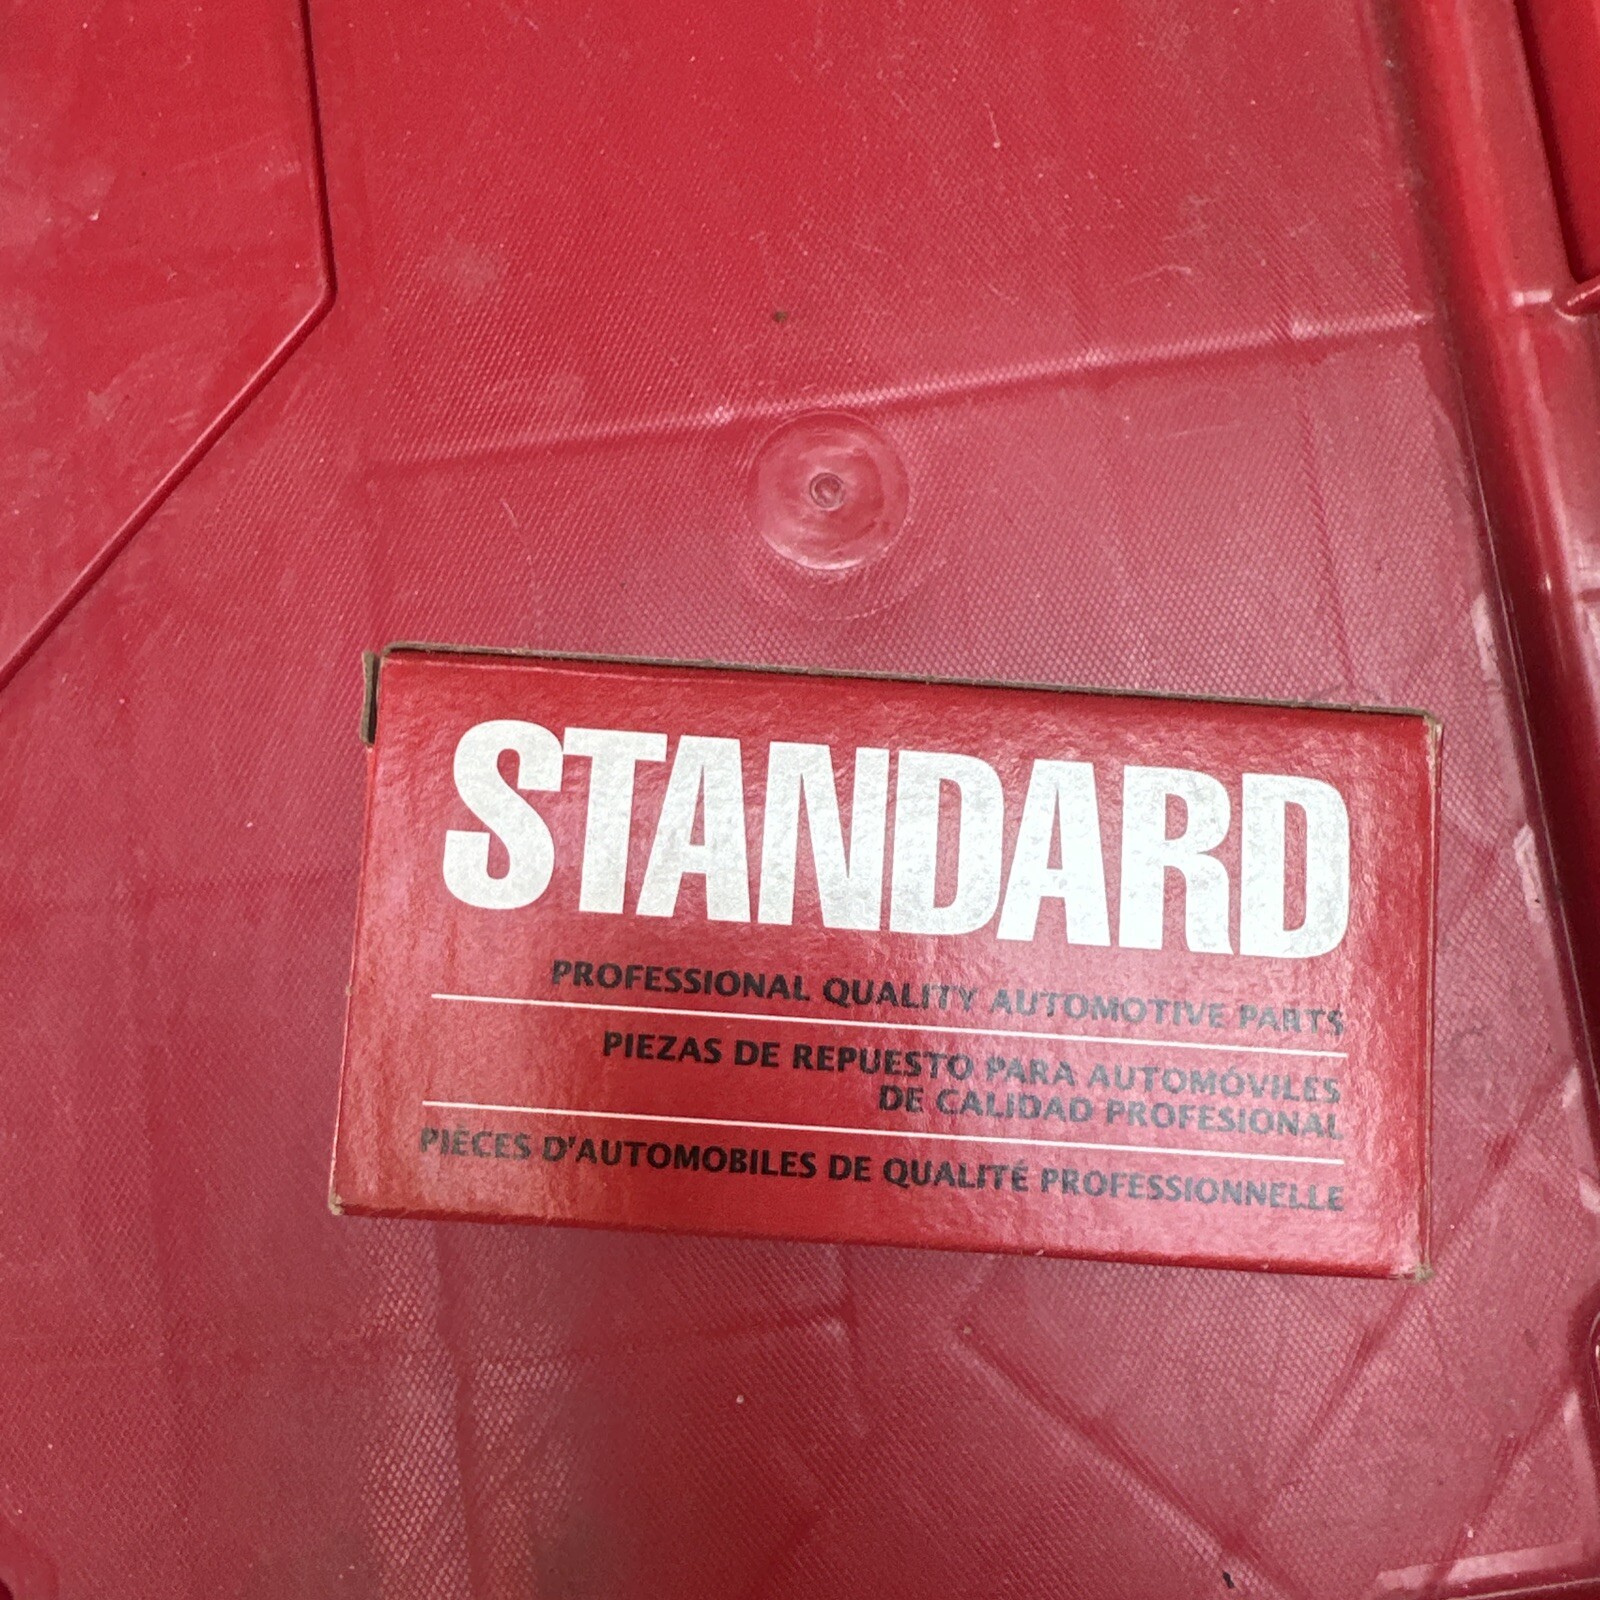 STANDARD
PROFESSIONAL QUALITY AUTOMOTIVE PARTS
PIEZAS DE REPUESTO PARA AUTOMÓVILES
DE CALIDAD PROFESIONAL
PIÈCES D'AUTOMOBILES DE QUALITÉ PROFESSIONNELLE